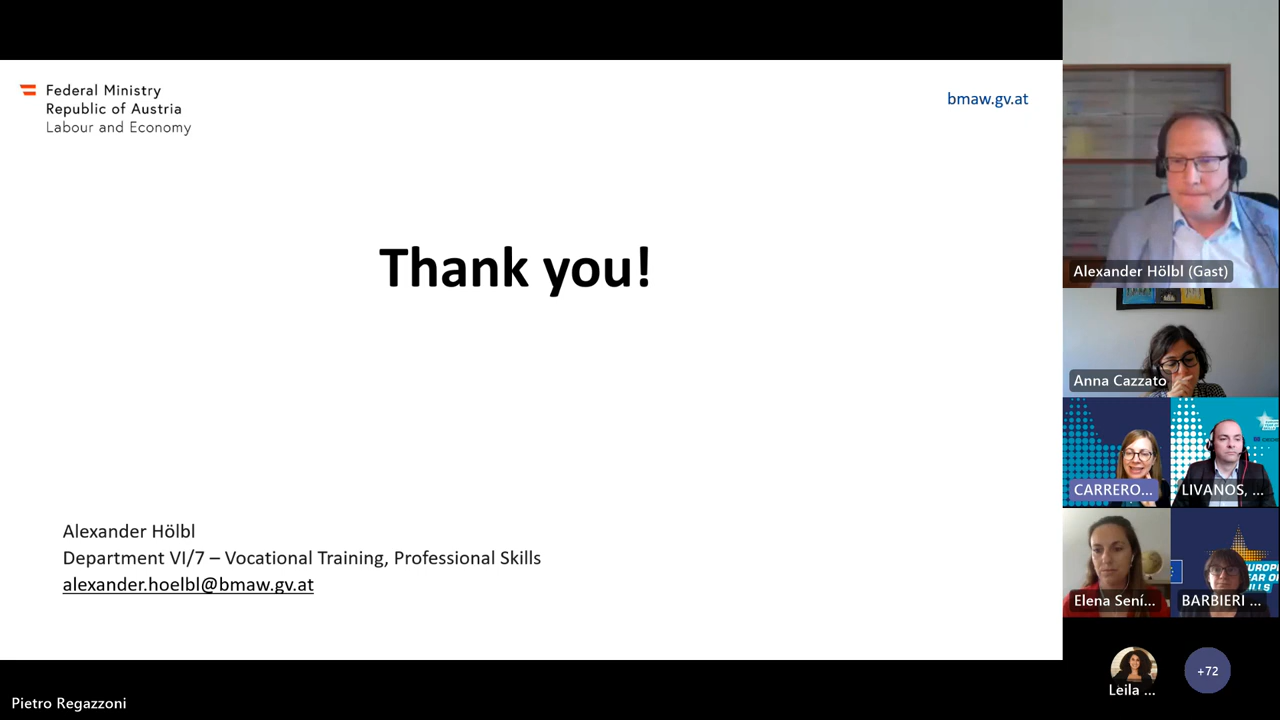 Federal Ministry
Republic of Austria
Labour and Economy
bmaw.gv.at
Thank you!
Alexander Hölbl
Department VI/7 – Vocational Training, Professional Skills
alexander.hoelbl@bmaw.gv.at
Alexander Hölbl (Gast)
Anna Cazzato
CARRERO...
LIVANOS, ...
Elena Sení...
BARBIERI ...
Leila ...
+72
Pietro Regazzoni